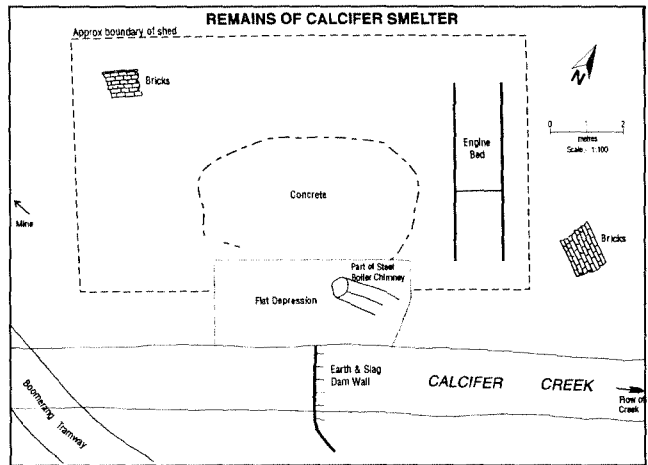 REMAINS OF CALCIFER SMELTER
Approx boundary of shed
Bricks
N
Engine
Bed
0 1 2
metres
Scale - 1:100
Concrete
Mine
Bricks
Part of Steel
Boiler Chimney
Flat Depression
Earth & Slag
Dam Wall
CALCIFER CREEK
Flow of
Creek
Boomerang Tramway